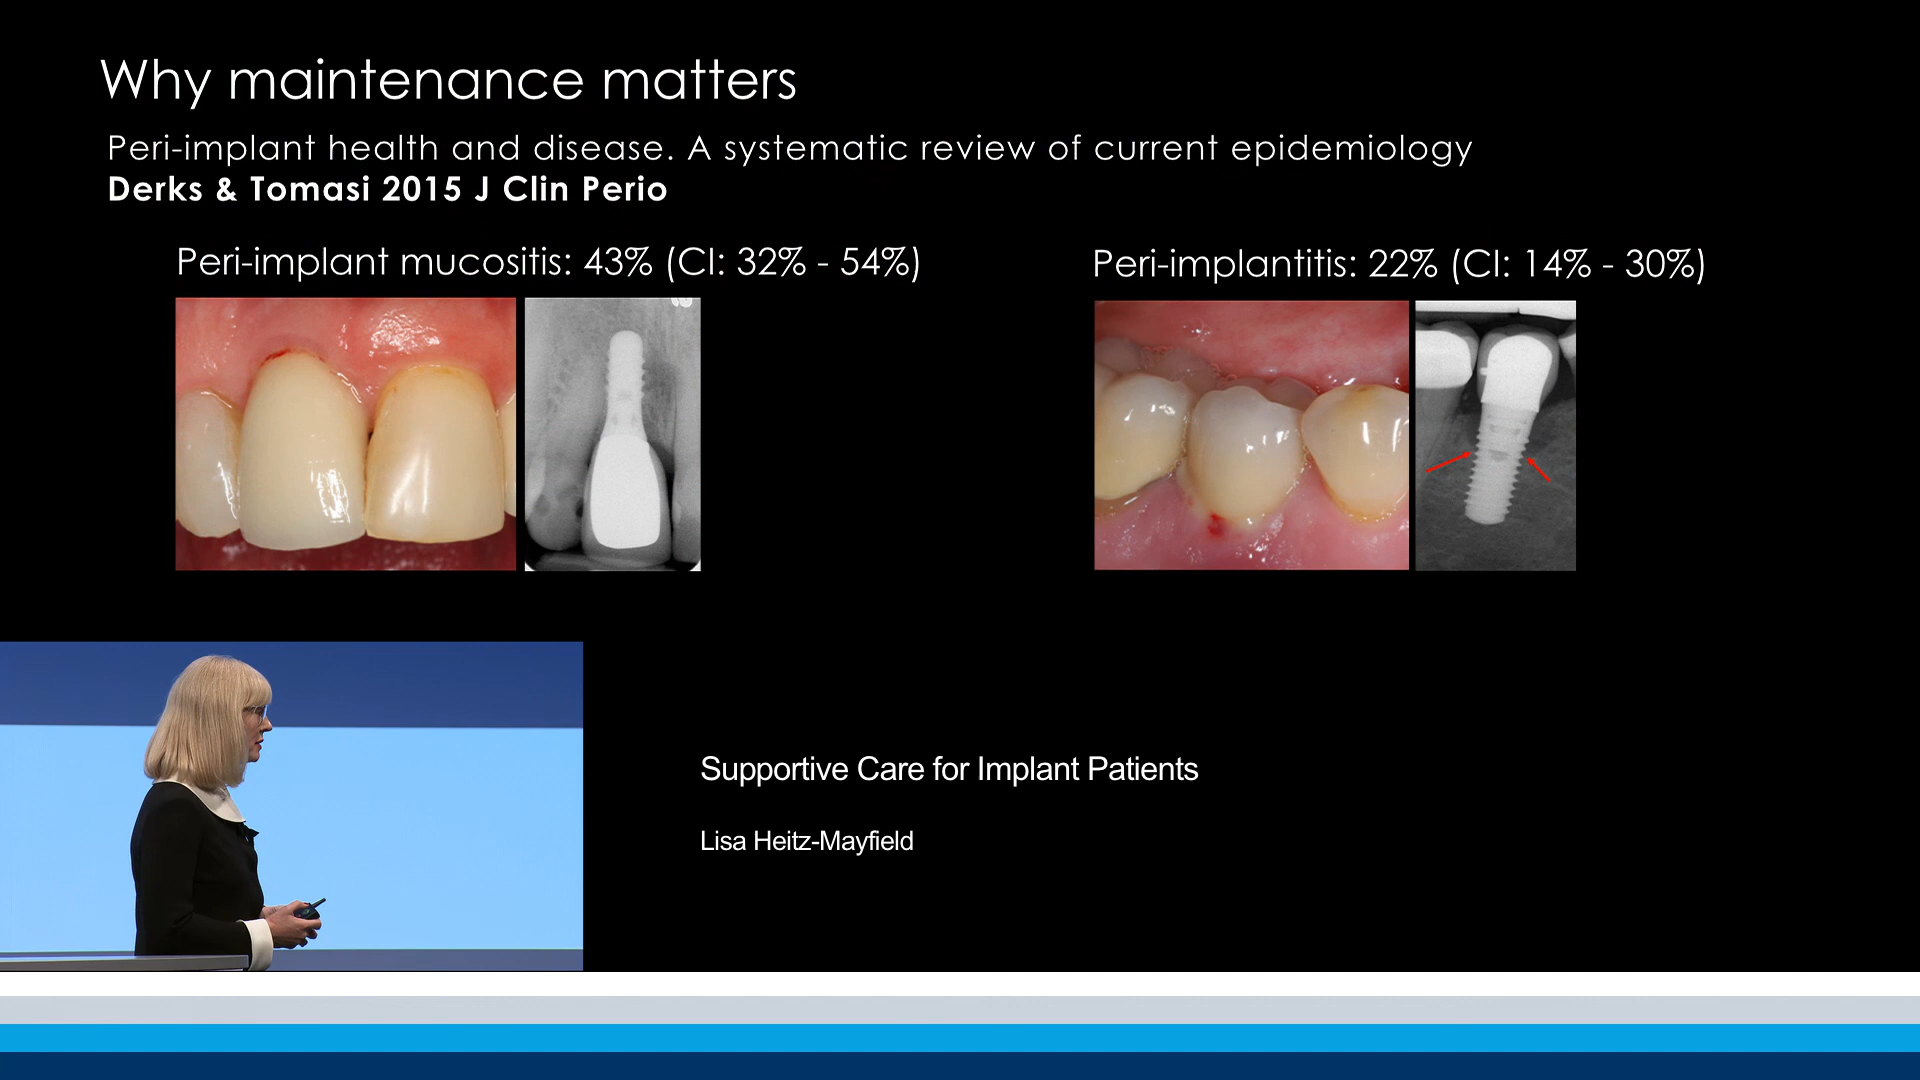 Why maintenance matters
Peri-implant health and disease. A systematic review of current epidemiology
Derks & Tomasi 2015 J Clin Perio
Peri-implant mucositis: 43% (CI: 32% - 54%)
Peri-implantitis: 22% (CI: 14% - 30%)
Supportive Care for Implant Patients
Lisa Heitz-Mayfield